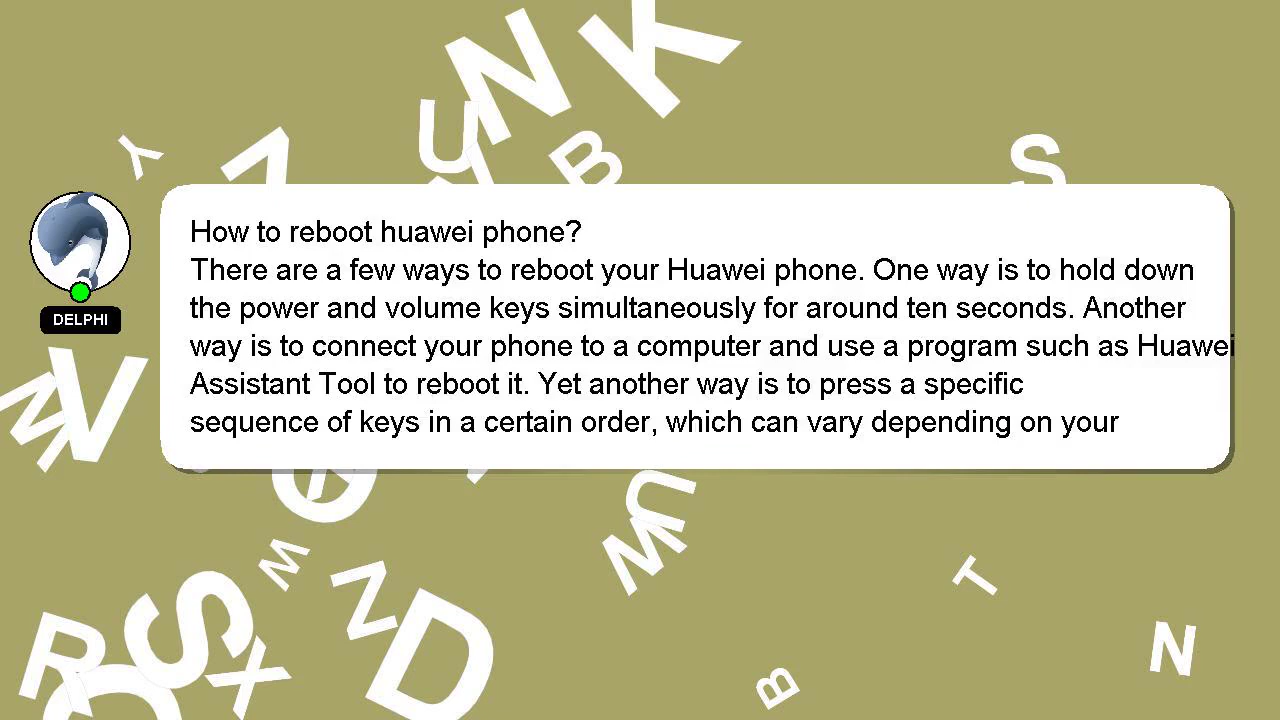 How to reboot huawei phone?
There are a few ways to reboot your Huawei phone. One way is to hold down
the power and volume keys simultaneously for around ten seconds. Another
way is to connect your phone to a computer and use a program such as Huawei
Assistant Tool to reboot it. Yet another way is to press a specific
sequence of keys in a certain order, which can vary depending on your
DELPHI
N
K
U
B
Y
Z
S
V
M
W
U
W
N
S
D
R
X
O
T
N
B